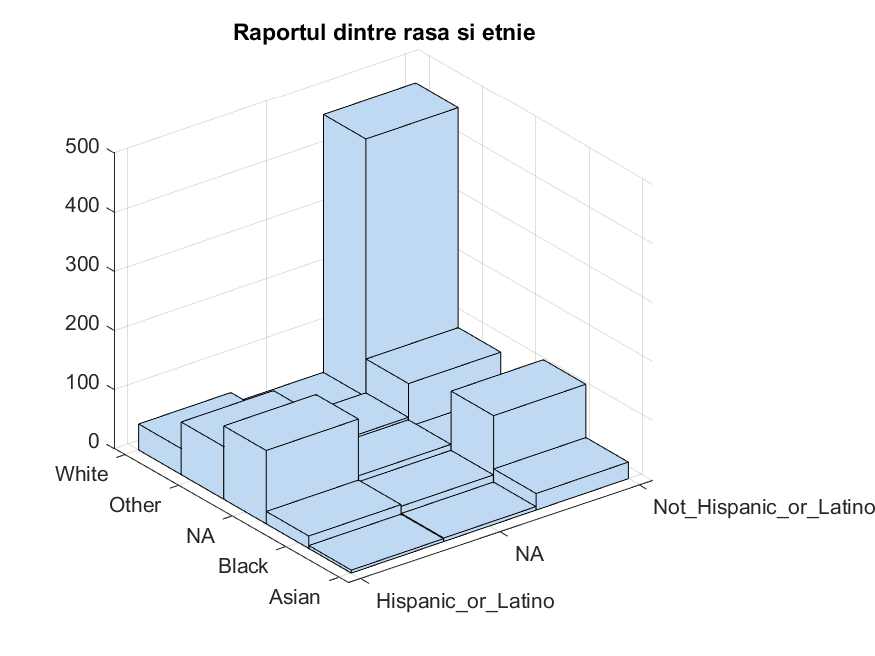 Raportul dintre rasa si etnie
500
400
300
200
100
0
White
Other
NA
Black
Asian
Hispanic_or_Latino
NA
Not_Hispanic_or_Latino